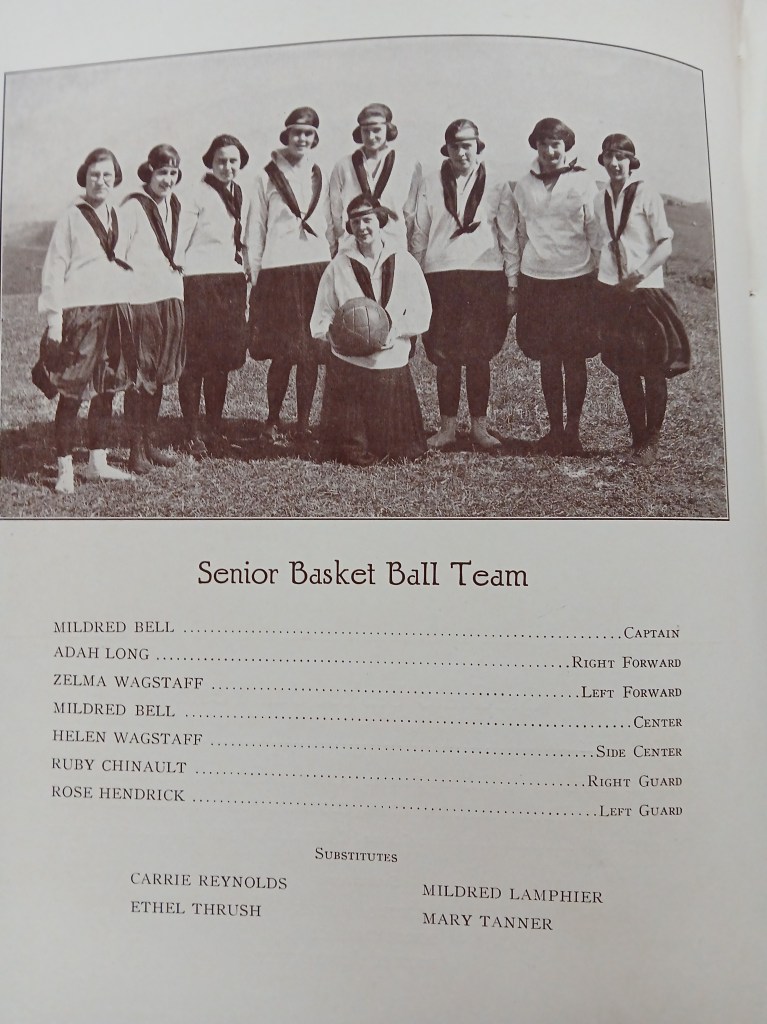 Senior Basket Ball Team
MILDRED BELL ........................................ CAPTAIN
ADAH LONG ........................................ RIGHT FORWARD
ZELMA WAGSTAFF ........................................ LEFT FORWARD
MILDRED BELL ........................................ CENTER
HELEN WAGSTAFF ........................................ SIDE CENTER
RUBY CHINAULT ........................................ RIGHT GUARD
ROSE HENDRICK ........................................ LEFT GUARD
SUBSTITUTES
CARRIE REYNOLDS MILDRED LAMPHIER
ETHEL THRUSH MARY TANNER